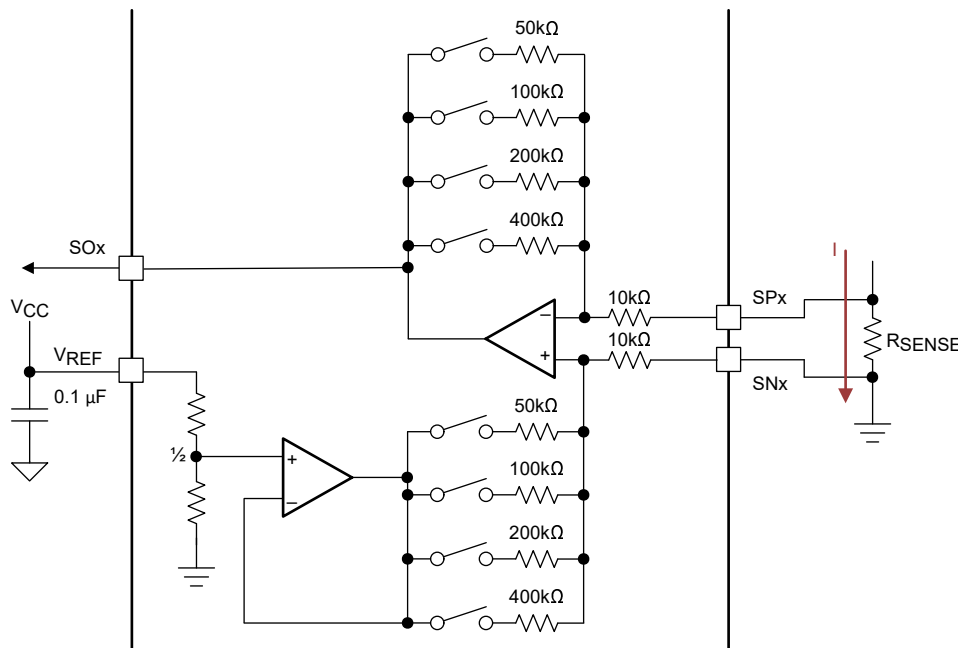 50kΩ
100kΩ
200kΩ
400kΩ
SOx
VCC
VREF
0.1 µF
½
+
−
−
+
10kΩ
10kΩ
SPx
SNx
I
RSENSE
50kΩ
100kΩ
200kΩ
400kΩ